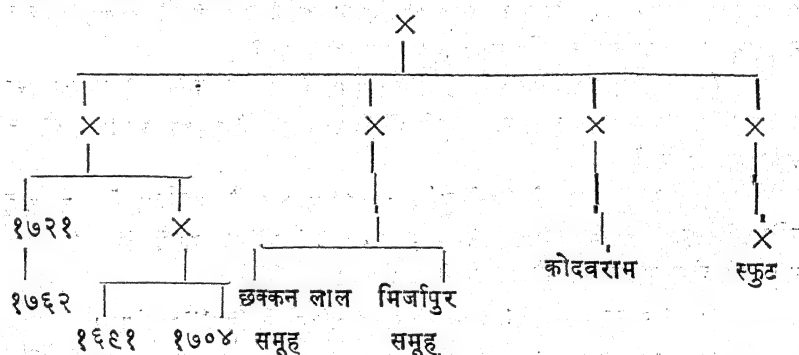 ×
× × × ×
१७२१ ×
कोदवराम ×
स्फुट
१७६२ छक्कन लाल मिर्जापुर
१६९१ १७०४ समूह समूह